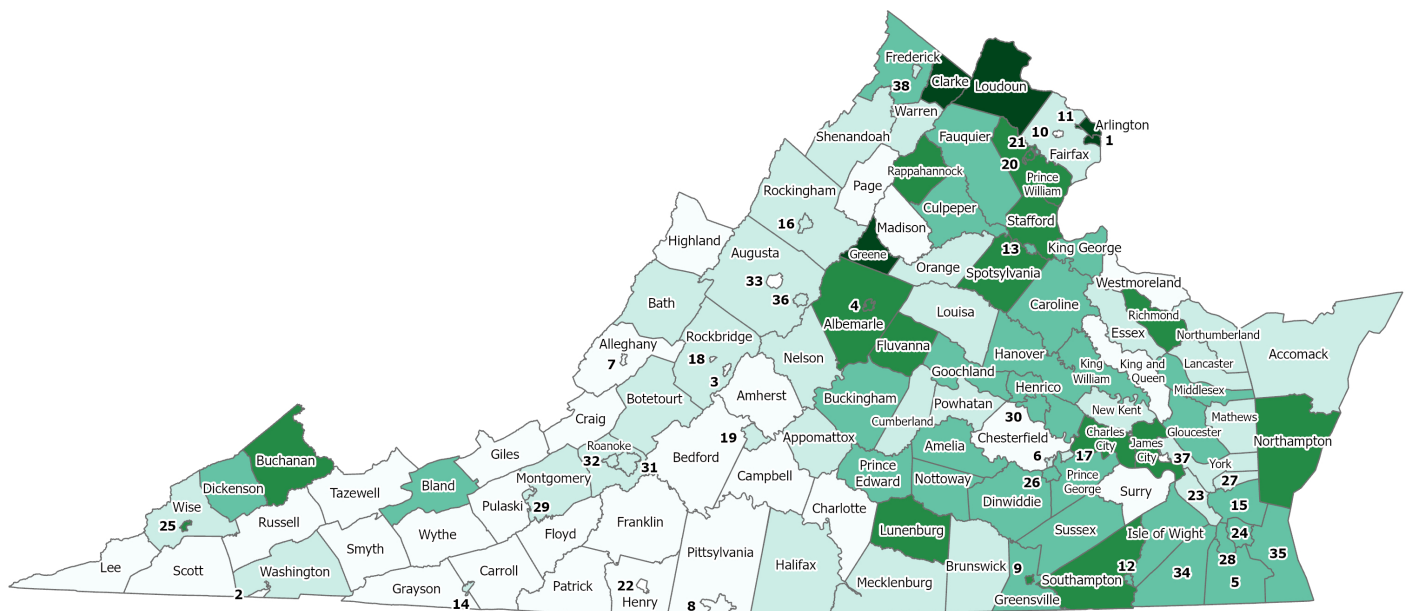 Frederick
38
Clarke
Loudoun
Warren
11
Arlington
10
1
21
Fairfax
20
Shenandoah
Fauquier
Rappahannock
Prince
William
Page
Rockingham
Culpeper
Stafford
16
Madison
Highland
13
King George
Augusta
Greene
Orange
Spotsylvania
33
Westmoreland
36
Bath
4
Albemarle
Louisa
Caroline
Richmond
Essex
Northumberland
Rockbridge
Alleghany
Fluvanna
Nelson
Hanover
Accomack
18
7
3
Goochland
King
William
King and
Queen
Lancaster
Henrico
Middlesex
Botetourt
Amherst
Buckingham
Powhatan
New Kent
Craig
Cumberland
30
Mathews
19
Appomattox
Chesterfield
Charles
City
James
City
Gloucester
Northampton
Roanoke
Amelia
6
17
37
32
31
Bedford
Giles
Buchanan
Montgomery
Campbell
Prince
Edward
Prince
George
York
27
Tazewell
Bland
Dickenson
Nottoway
26
Surry
23
Pulaski
29
Wise
25
Charlotte
Dinwiddie
15
Russell
Franklin
Lunenburg
Sussex
Isle of Wight
24
Wythe
Floyd
Smyth
Pittsylvania
28
35
Lee
Scott
Washington
Carroll
Halifax
Brunswick
9
12
34
5
Southampton
Grayson
Patrick
22
Henry
Mecklenburg
2
14
8
Greensville